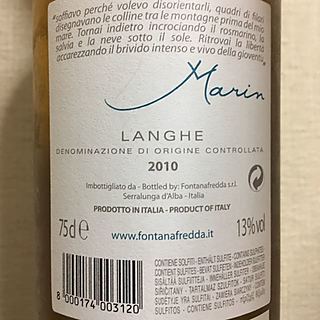 "soffiavo perché volevo disorientarli, quadri di filari
disegnavano le colline tra le montagne prima del mio
mare. Tornai indietro incrociando il rosmarino, la
salvia e la neve sotto il sole. Ritrovai la libertà
accarezzando il brivido intenso e vivo della gioventù"
Marin
LANGHE
DENOMINAZIONE DI ORIGINE CONTROLLATA
2010
Imbottigliato da - Bottled by: Fontanafredda s.r.l.
Serralunga d'Alba - Italia
PRODOTTO IN ITALIA - PRODUCT OF ITALY
75cl e
13%vol
www.fontanafredda.it
CONTIENE SOLFITI - ENTHÄLT SULFITE - CONTAINS SULPHITES
8 000174 003120